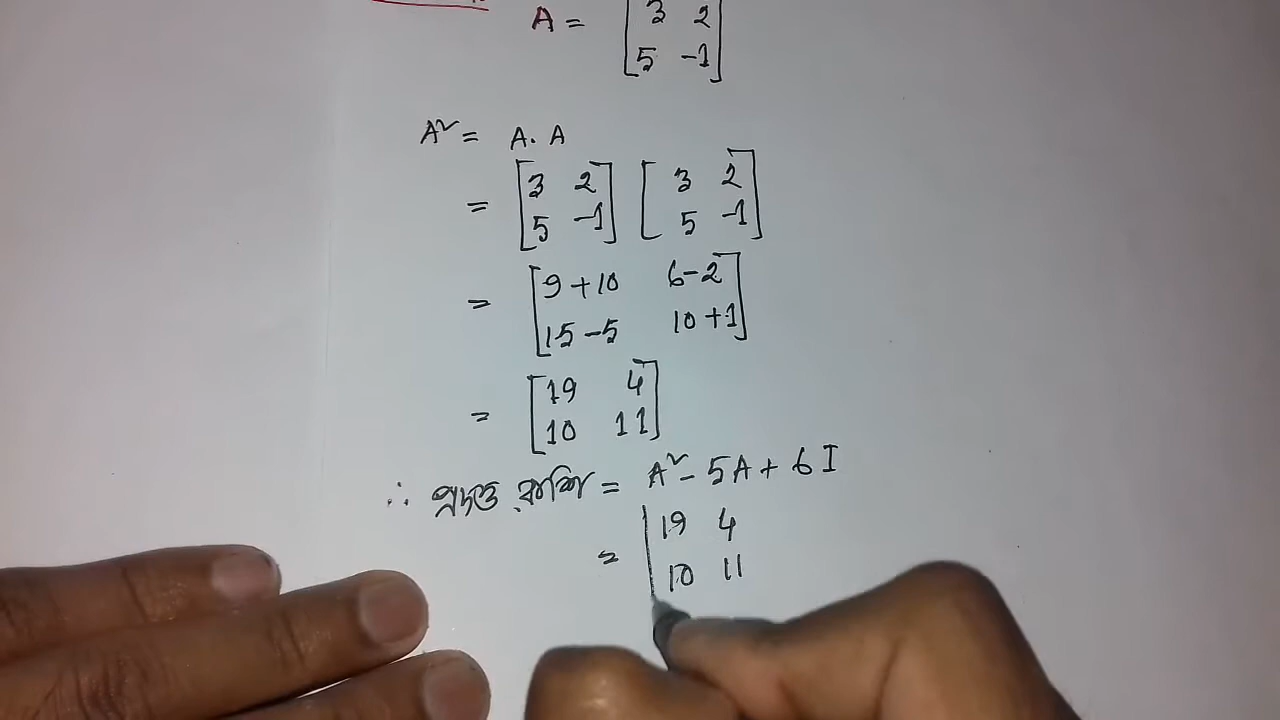 A = [3 2
5 -1]
A² = A. A
= [3 2
5 -1] [3 2
5 -1]
= [9+10 6-2
15-5 10+1]
= [19 4
10 11]
∴ প্রদত্ত রাশি = A² - 5A + 6I
= [19 4
10 11